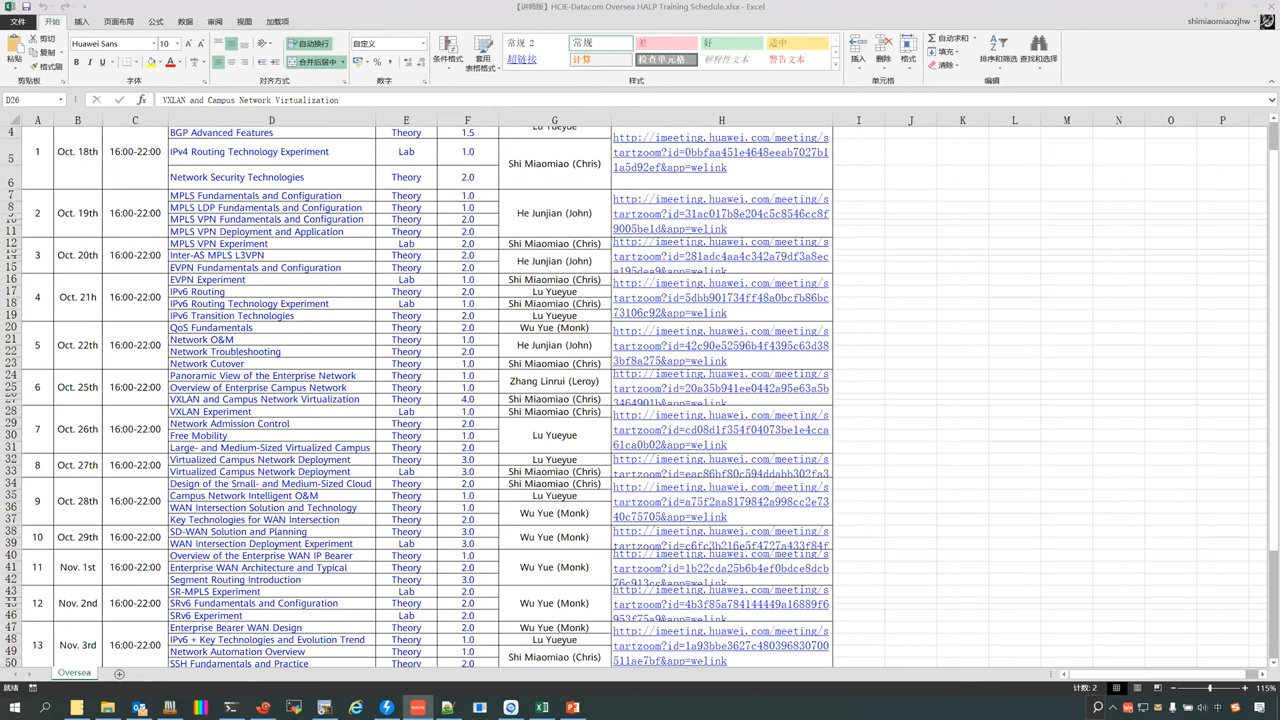 【讲师版】HCIE-Datacom Oversea HALP Training Schedule.xlsx - Excel
文件 开始 插入 页面布局 公式 数据 审阅 视图 加载项 shimiaomiaozjhw
粘贴 剪切 复制 格式刷 Huawei Sans 10 自动换行 合并后居中 自定义 条件格式 套用 表格格式 常规 2 常规 差 好 适中
超链接 计算 检查单元格 解释性文本 警告文本 插入 删除 格式 自动求和 填充 清除 排序和筛选 查找和选择
剪贴板 字体 对齐方式 数字 样式 单元格 编辑
D26 VXLAN and Campus Network Virtualization
A B C D E F G H I J K L M N O P
4 BGP Advanced Features Theory 1.5 Lu Yueyue
1 Oct. 18th 16:00-22:00
5 IPv4 Routing Technology Experiment Lab 1.0
6 Network Security Technologies Theory 2.0
Shi Miaomiao (Chris)
http://imeeting.huawei.com/meeting/s
tartzoom?id=0bbfaa451e4648eeab7027b1
1a5d92ef&app=welink
7 MPLS Fundamentals and Configuration Theory 1.0
8 MPLS LDP Fundamentals and Configuration Theory 1.0
2 Oct. 19th 16:00-22:00 He Junjian (John)
MPLS VPN Fundamentals and Configuration Theory 2.0
11 MPLS VPN Deployment and Application Theory 2.0
http://imeeting.huawei.com/meeting/s
tartzoom?id=31ac017b8e204c5c8546cc8f
9005be1d&app=welink
12 MPLS VPN Experiment Lab 2.0 Shi Miaomiao (Chris)
3 Oct. 20th 16:00-22:00 Inter-AS MPLS L3VPN Theory 2.0 He Junjian (John)
15 EVPN Fundamentals and Configuration Theory 2.0
http://imeeting.huawei.com/meeting/s
tartzoom?id=281adc4aa4c342a79df3a8ec
a195dea9&app=welink
16 EVPN Experiment Lab 1.0 Shi Miaomiao (Chris)
IPv6 Routing Theory 2.0 Lu Yueyue
4 Oct. 21h 16:00-22:00
18 IPv6 Routing Technology Experiment Lab 1.0 Shi Miaomiao (Chris)
19 IPv6 Transition Technologies Theory 2.0 Lu Yueyue
http://imeeting.huawei.com/meeting/s
tartzoom?id=5dbb901734ff48a0bcfb86bc
73106c92&app=welink
20 QoS Fundamentals Theory 2.0 Wu Yue (Monk)
21 Network O&M Theory 1.0
5 Oct. 22th 16:00-22:00 He Junjian (John)
22 Network Troubleshooting Theory 2.0
23 Network Cutover Theory 1.0 Shi Miaomiao (Chris)
http://imeeting.huawei.com/meeting/s
tartzoom?id=42c90e52596b4f4395c63d38
3bf8a275&app=welink
24 Panoramic View of the Enterprise Network Theory 1.0
6 Oct. 25th 16:00-22:00 Zhang Linrui (Leroy)
25 Overview of Enterprise Campus Network Theory 1.0
VXLAN and Campus Network Virtualization Theory 4.0 Shi Miaomiao (Chris)
http://imeeting.huawei.com/meeting/s
tartzoom?id=20a35b941ee0442a95e63a5b
3464901b&app=welink
28 VXLAN Experiment Lab 1.0 Shi Miaomiao (Chris)
29 Network Admission Control Theory 2.0
7 Oct. 26th 16:00-22:00 Lu Yueyue
30 Free Mobility Theory 1.0
31 Large- and Medium-Sized Virtualized Campus Theory 2.0
http://imeeting.huawei.com/meeting/s
tartzoom?id=cd08d1f354f04073be1e4cca
61ca0b02&app=welink
32 Virtualized Campus Network Deployment Theory 3.0 Lu Yueyue
8 Oct. 27th 16:00-22:00
33 Virtualized Campus Network Deployment Lab 3.0 Shi Miaomiao (Chris)
http://imeeting.huawei.com/meeting/s
tartzoom?id=eac86bf80c594ddabb302fa3
34 Design of the Small- and Medium-Sized Cloud Theory 2.0 Shi Miaomiao (Chris)
35 Campus Network Intelligent O&M Theory 1.0 Lu Yueyue
9 Oct. 28th 16:00-22:00
36 WAN Intersection Solution and Technology Theory 1.0 Wu Yue (Monk)
37 Key Technologies for WAN Intersection Theory 2.0
http://imeeting.huawei.com/meeting/s
tartzoom?id=a75f2aa8179842a998cc2e73
40c75705&app=welink
38 SD-WAN Solution and Planning Theory 3.0
10 Oct. 29th 16:00-22:00 Wu Yue (Monk)
39 WAN Intersection Deployment Experiment Lab 3.0
http://imeeting.huawei.com/meeting/s
tartzoom?id=c6fc3b216e5f4727a433f84f
40 Overview of the Enterprise WAN IP Bearer Theory 1.0
11 Nov. 1st 16:00-22:00 Wu Yue (Monk)
41 Enterprise WAN Architecture and Typical Theory 2.0
42 Segment Routing Introduction Theory 3.0
http://imeeting.huawei.com/meeting/s
tartzoom?id=1b22cda25b6b4ef0bdce8dcb
76c913cc&app=welink
43 SR-MPLS Experiment Lab 2.0
12 Nov. 2nd 16:00-22:00 Wu Yue (Monk)
SRv6 Fundamentals and Configuration Theory 2.0
46 SRv6 Experiment Lab 2.0
http://imeeting.huawei.com/meeting/s
tartzoom?id=4b3f85a784144449a16889f6
953f75a9&app=welink
47 Enterprise Bearer WAN Design Theory 2.0 Wu Yue (Monk)
48 IPv6 + Key Technologies and Evolution Trend Theory 1.0 Lu Yueyue
13 Nov. 3rd 16:00-22:00
49 Network Automation Overview Theory 1.0 Shi Miaomiao (Chris)
50 SSH Fundamentals and Practice Theory 2.0
http://imeeting.huawei.com/meeting/s
tartzoom?id=1a93bbe3627c480396830700
511ae7bf&app=welink
Oversea
就绪 计数: 2 115%